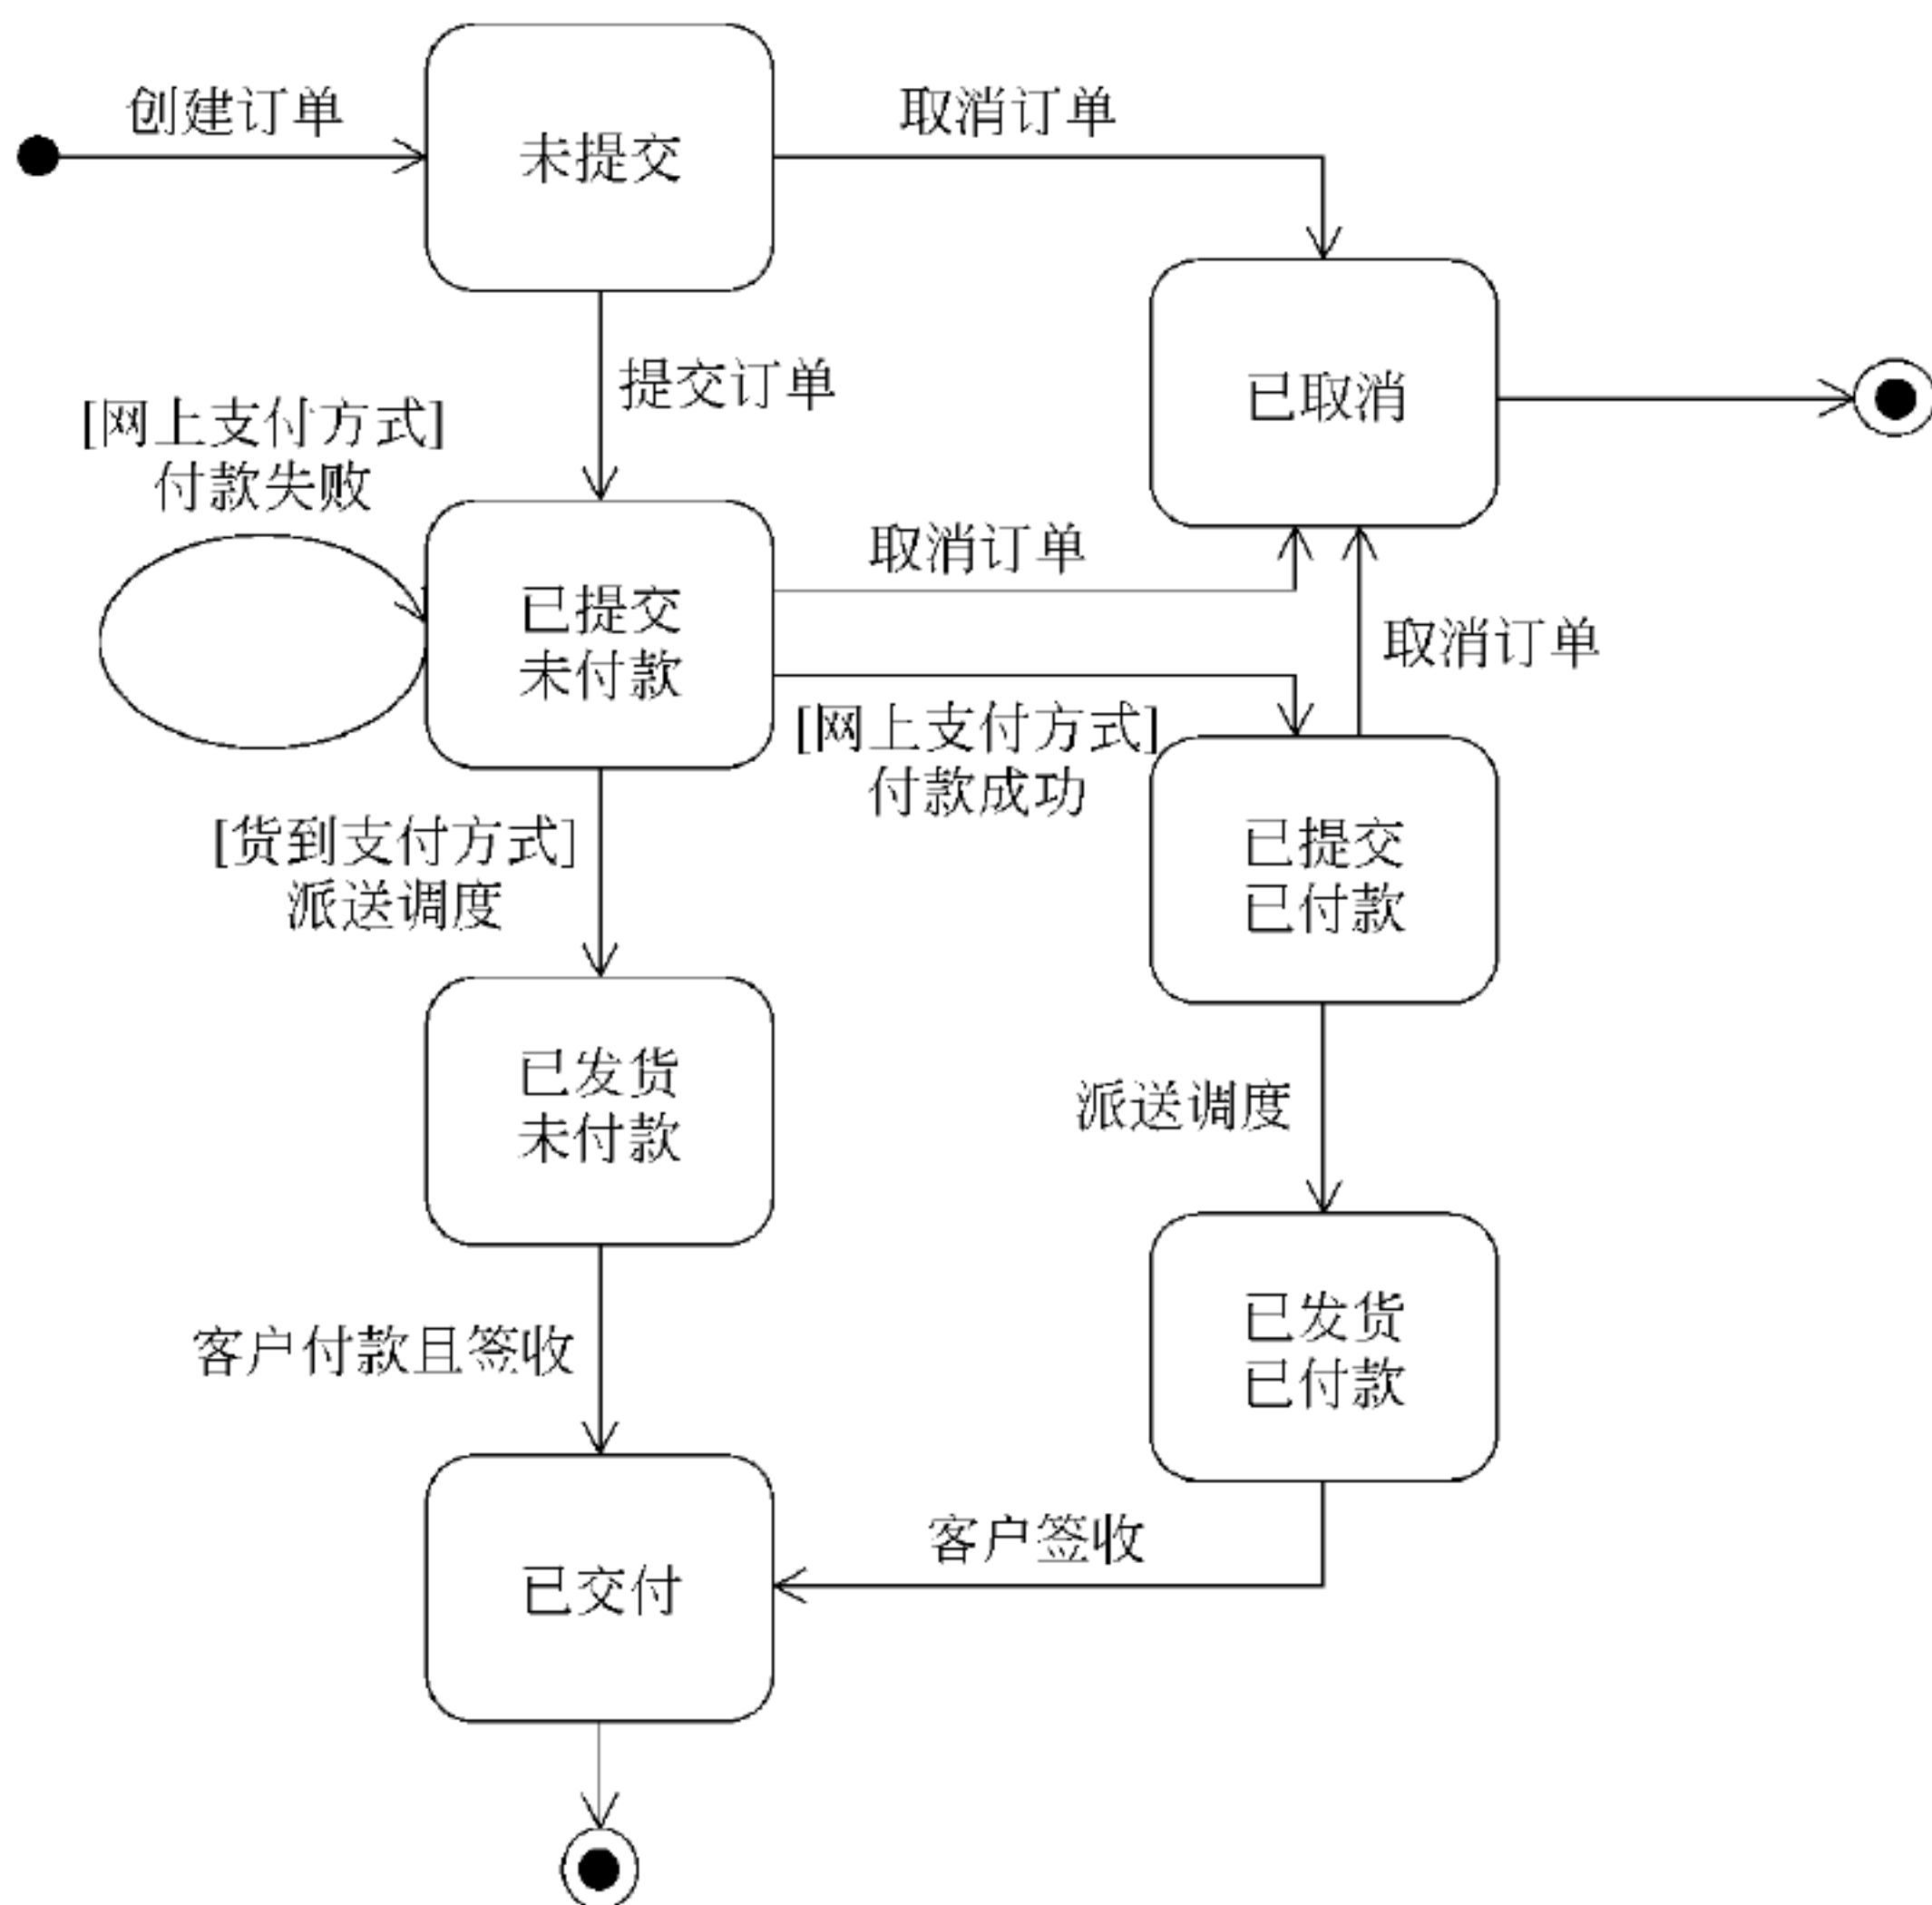 创建订单
未提交
取消订单
提交订单
已取消
[网上支付方式]
付款失败
取消订单
已提交
未付款
取消订单
[网上支付方式]
付款成功
[货到支付方式]
派送调度
已提交
已付款
已发货
未付款
派送调度
已发货
已付款
客户付款且签收
客户签收
已交付